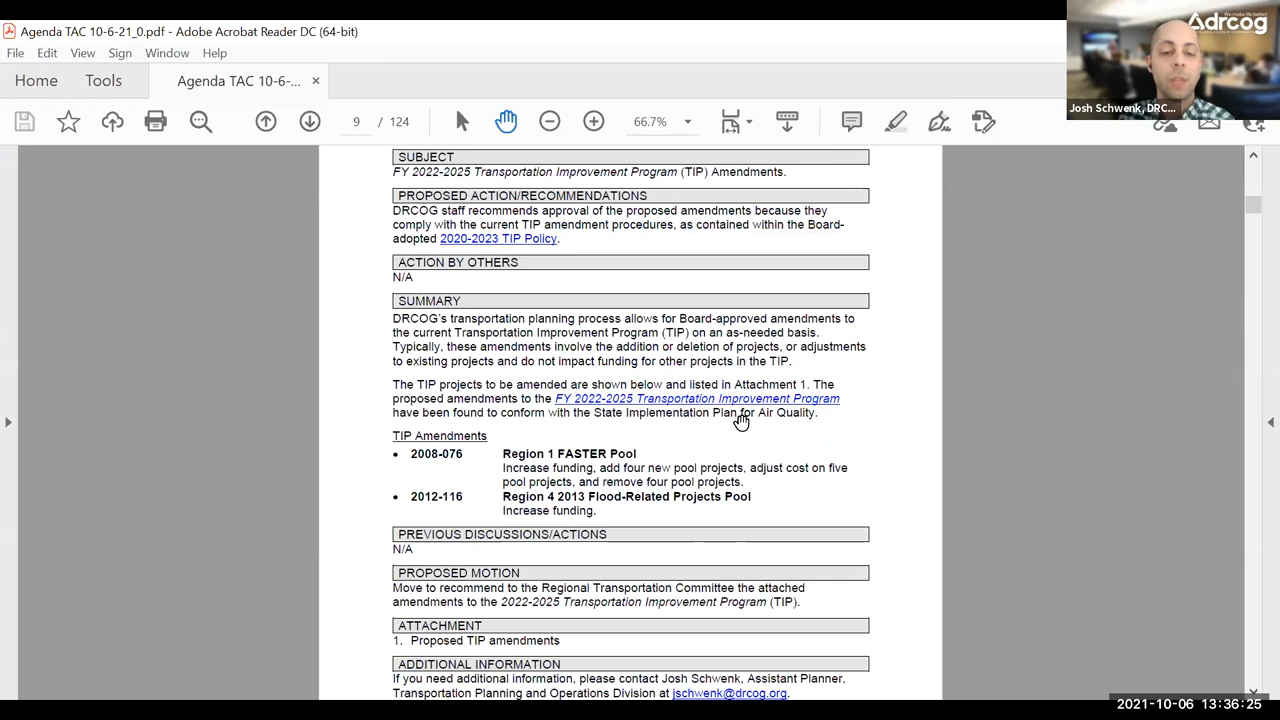 Agenda TAC 10-6-21_0.pdf - Adobe Acrobat Reader DC (64-bit)
File Edit View Sign Window Help
Home Tools Agenda TAC 10-6-... ×
9 / 124 66.7%
We make life better!
drcog
Josh Schwenk, DRC...
SUBJECT
FY 2022-2025 Transportation Improvement Program (TIP) Amendments.
PROPOSED ACTION/RECOMMENDATIONS
DRCOG staff recommends approval of the proposed amendments because they
comply with the current TIP amendment procedures, as contained within the Board-
adopted 2020-2023 TIP Policy.
ACTION BY OTHERS
N/A
SUMMARY
DRCOG's transportation planning process allows for Board-approved amendments to
the current Transportation Improvement Program (TIP) on an as-needed basis.
Typically, these amendments involve the addition or deletion of projects, or adjustments
to existing projects and do not impact funding for other projects in the TIP.
The TIP projects to be amended are shown below and listed in Attachment 1. The
proposed amendments to the FY 2022-2025 Transportation Improvement Program
have been found to conform with the State Implementation Plan for Air Quality.
TIP Amendments
• 2008-076 Region 1 FASTER Pool
Increase funding, add four new pool projects, adjust cost on five
pool projects, and remove four pool projects.
• 2012-116 Region 4 2013 Flood-Related Projects Pool
Increase funding.
PREVIOUS DISCUSSIONS/ACTIONS
N/A
PROPOSED MOTION
Move to recommend to the Regional Transportation Committee the attached
amendments to the 2022-2025 Transportation Improvement Program (TIP).
ATTACHMENT
1. Proposed TIP amendments
ADDITIONAL INFORMATION
If you need additional information, please contact Josh Schwenk, Assistant Planner,
Transportation Planning and Operations Division at jschwenk@drcog.org.
2021-10-06 13:36:25